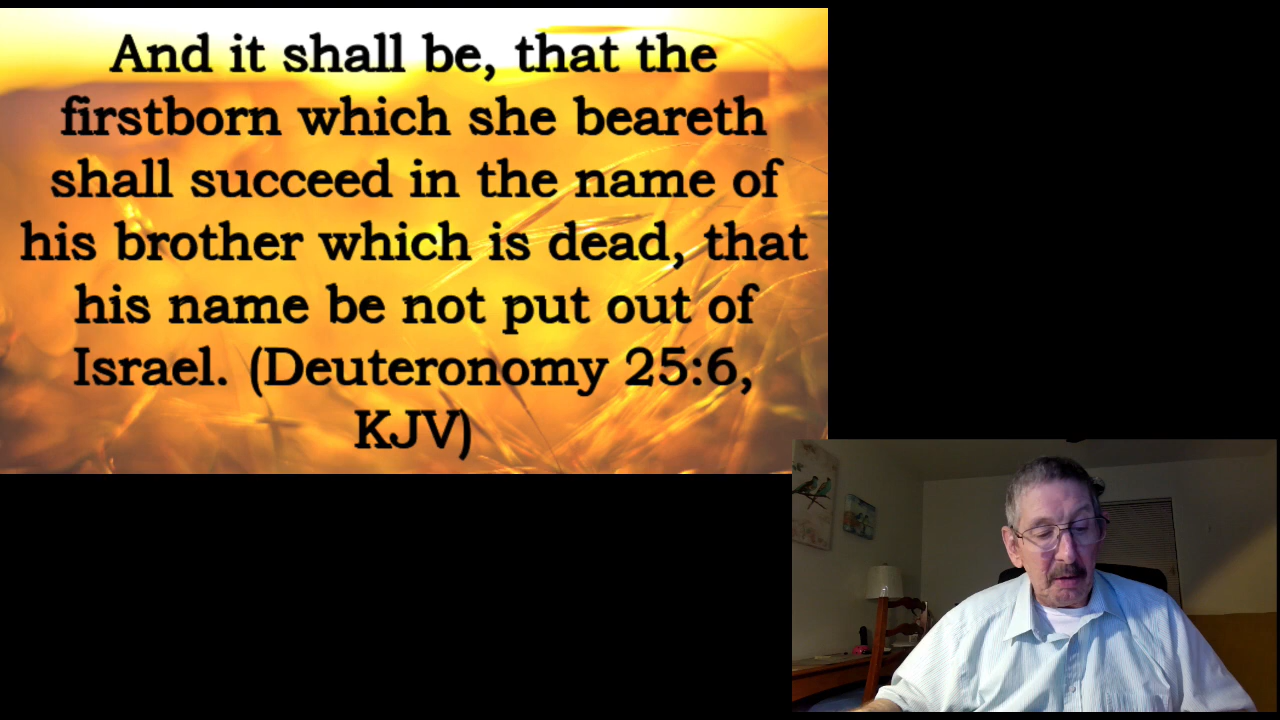 And it shall be, that the
firstborn which she beareth
shall succeed in the name of
his brother which is dead, that
his name be not put out of
Israel. (Deuteronomy 25:6,
KJV)